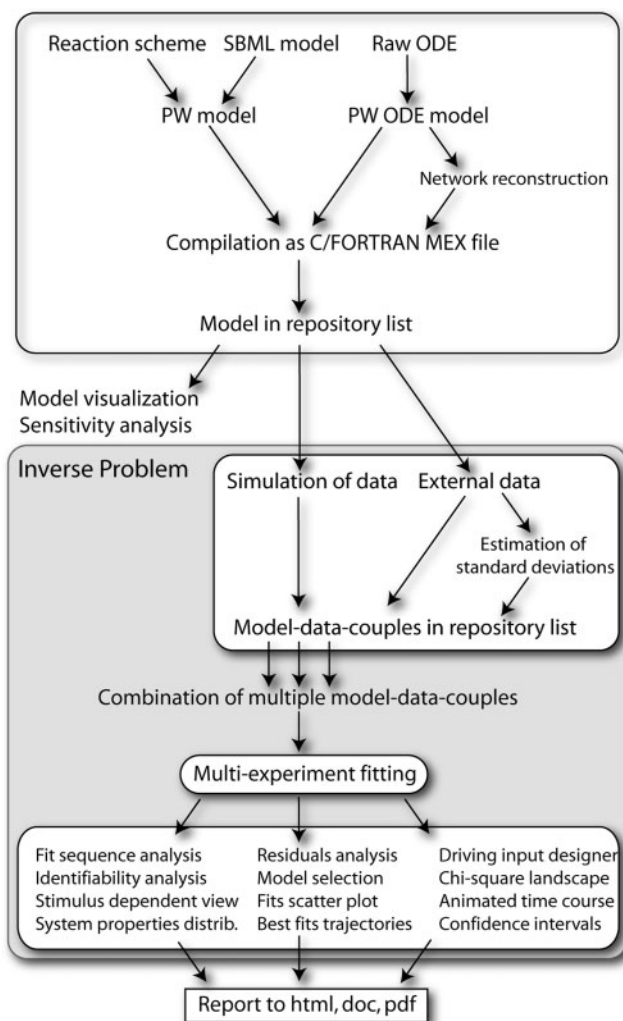 Reaction scheme SBML model Raw ODE
PW model PW ODE model
Network reconstruction
Compilation as C/FORTRAN MEX file
Model in repository list
Model visualization
Sensitivity analysis
Inverse Problem
Simulation of data External data
Estimation of
standard deviations
Model-data-couples in repository list
Combination of multiple model-data-couples
Multi-experiment fitting
Fit sequence analysis
Identifiability analysis
Stimulus dependent view
System properties distrib.
Residuals analysis
Model selection
Fits scatter plot
Best fits trajectories
Driving input designer
Chi-square landscape
Animated time course
Confidence intervals
Report to html, doc, pdf